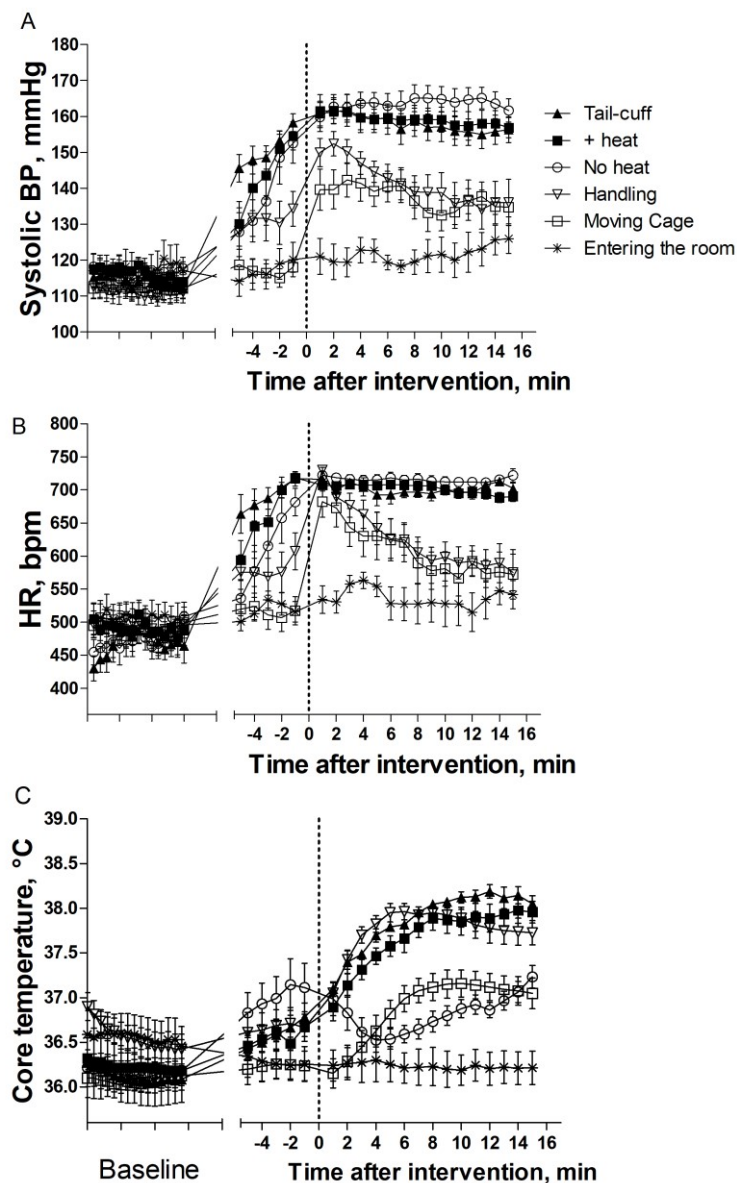 A
Systolic BP, mmHg
180
170
160
150
140
130
120
110
100
-4 -2 0 2 4 6 8 10 12 14 16
Time after intervention, min
Tail-cuff
+ heat
No heat
Handling
Moving Cage
Entering the room
B
HR, bpm
800
750
700
650
600
550
500
450
400
-4 -2 0 2 4 6 8 10 12 14 16
Time after intervention, min
C
Core temperature, °C
39.0
38.5
38.0
37.5
37.0
36.5
36.0
-4 -2 0 2 4 6 8 10 12 14 16
Baseline
Time after intervention, min